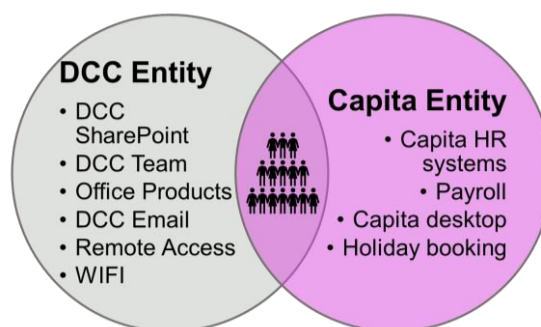 DCC Entity
• DCC
SharePoint
• DCC Team
• Office Products
• DCC Email
• Remote Access
• WIFI
Capita Entity
• Capita HR
systems
• Payroll
• Capita desktop
• Holiday booking